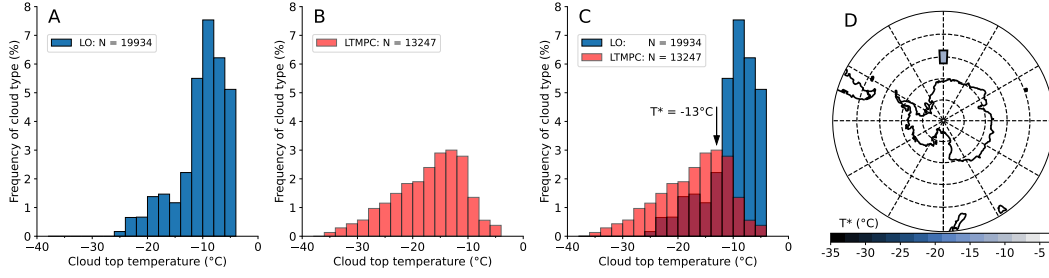 A
LO: N = 19934
Frequency of cloud type (%)
8
7
6
5
4
3
2
1
0
−40 −30 −20 −10 0
Cloud top temperature (°C)
B
LTMPC: N = 13247
Frequency of cloud type (%)
8
7
6
5
4
3
2
1
0
−40 −30 −20 −10 0
Cloud top temperature (°C)
C
LO: N = 19934
LTMPC: N = 13247
T* = -13°C
Frequency of cloud type (%)
8
7
6
5
4
3
2
1
0
−40 −30 −20 −10 0
Cloud top temperature (°C)
D
T* (°C)
-35 -30 -25 -20 -15 -10 -5